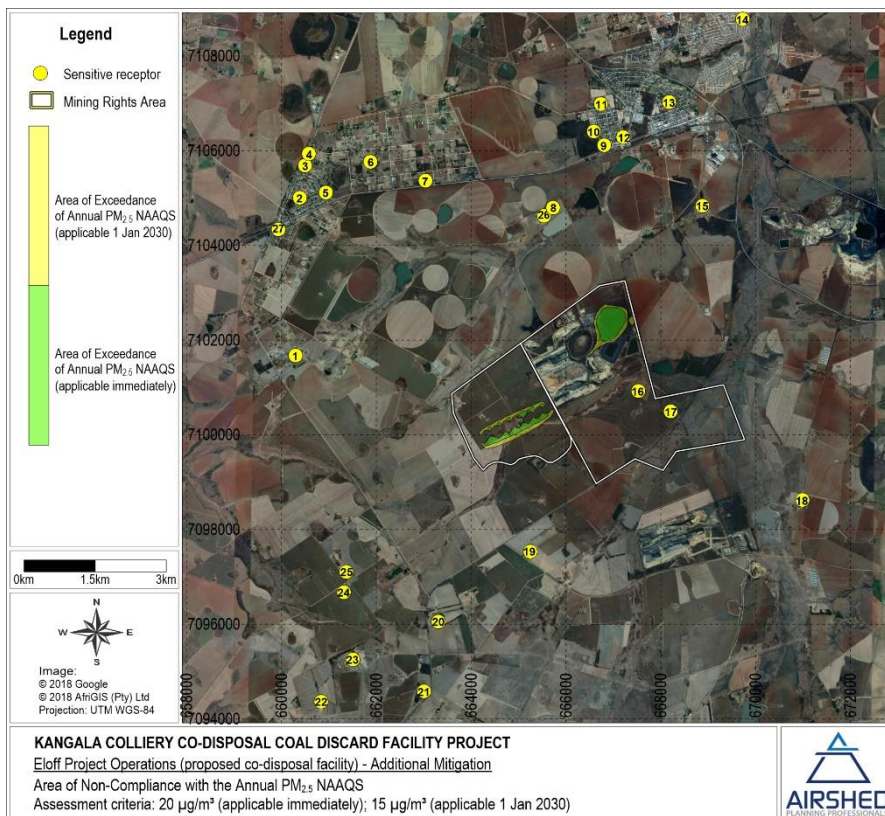 Legend
Sensitive receptor
Mining Rights Area
Area of Exceedance
of Annual PM₂.₅ NAAQS
(applicable 1 Jan 2030)
Area of Exceedance
of Annual PM₂.₅ NAAQS
(applicable immediately)
0km 1.5km 3km
N
W E
S
Image:
© 2018 Google
© 2018 AfriGIS (Pty) Ltd
Projection: UTM WGS-84
7108000
7106000
7104000
7102000
7100000
7098000
7096000
7094000
658000
660000
662000
664000
666000
668000
670000
672000
14
11
13
10
12
9
4
3
6
7
5
2
27
8
26
15
1
16
17
18
19
25
24
20
23
21
22
KANGALA COLLIERY CO-DISPOSAL COAL DISCARD FACILITY PROJECT
Eloff Project Operations (proposed co-disposal facility) - Additional Mitigation
Area of Non-Compliance with the Annual PM₂.₅ NAAQS
Assessment criteria: 20 µg/m³ (applicable immediately); 15 µg/m³ (applicable 1 Jan 2030)
AIRSHED
PLANNING PROFESSIONALS